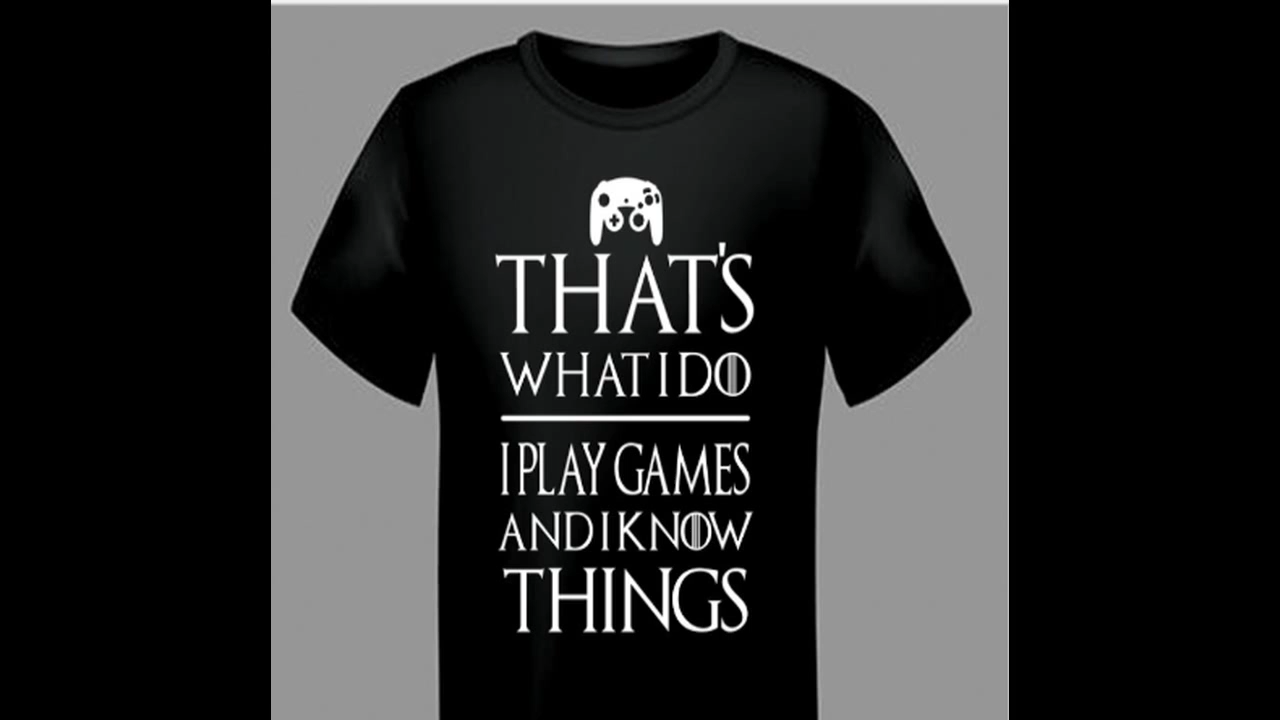 THAT'S
WHAT I DO
I PLAY GAMES
AND I KNOW
THINGS